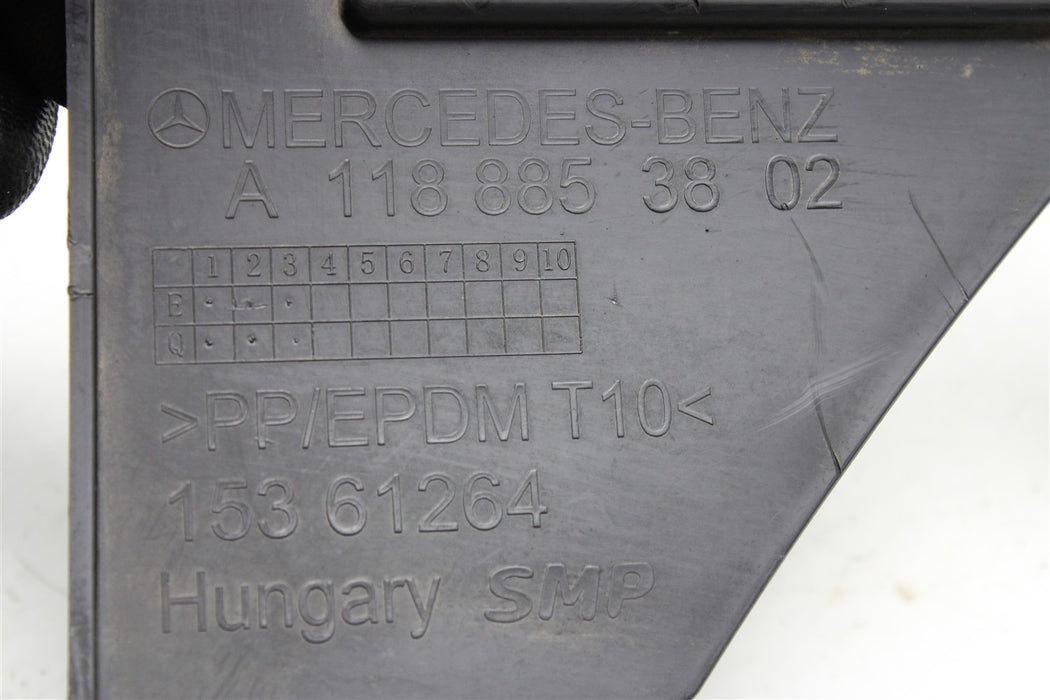 MERCEDES-BENZ
A 118 885 38 02
1 2 3 4 5 6 7 8 9 10
E
Q
>PP/EPDM T10<
153 61264
Hungary SMP